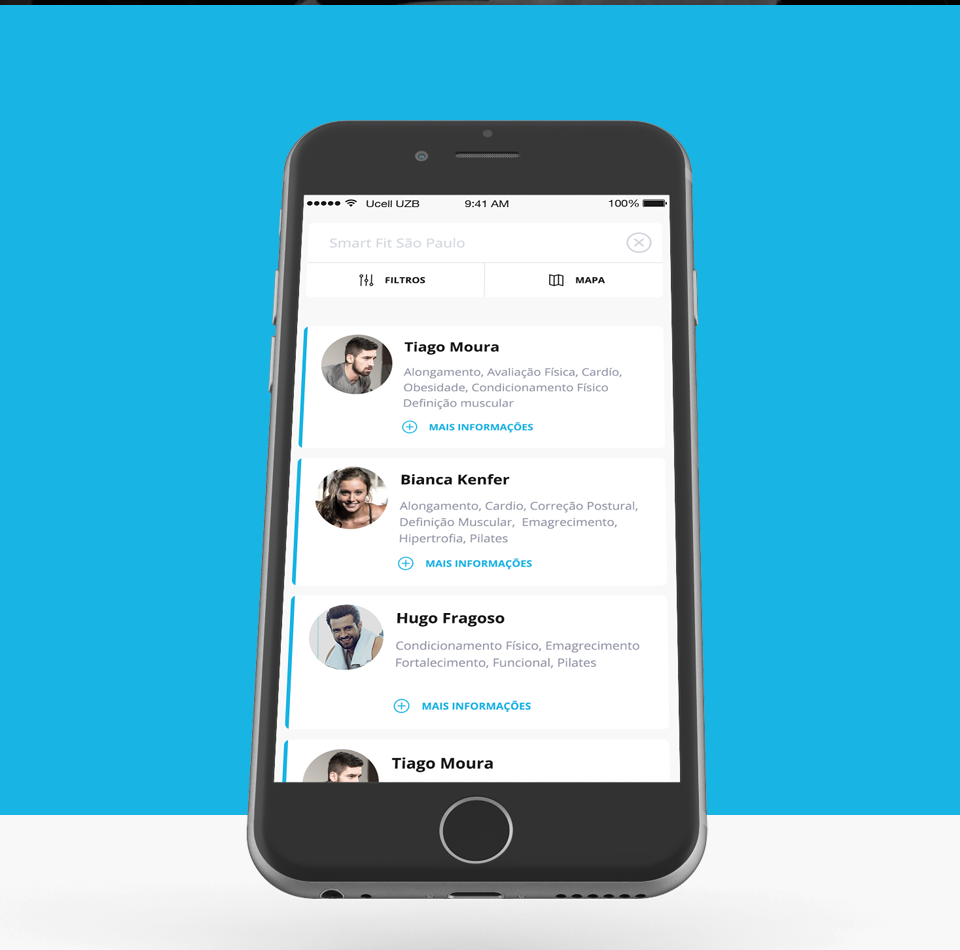 Ucell UZB 9:41 AM 100%
Smart Fit São Paulo
FILTROS MAPA
Tiago Moura
Alongamento, Avaliação Física, Cardío,
Obesidade, Condicionamento Físico
Definição muscular
MAIS INFORMAÇÕES
Bianca Kenfer
Alongamento, Cardio, Correção Postural,
Definição Muscular, Emagrecimento,
Hipertrofia, Pilates
MAIS INFORMAÇÕES
Hugo Fragoso
Condicionamento Físico, Emagrecimento
Fortalecimento, Funcional, Pilates
MAIS INFORMAÇÕES
Tiago Moura